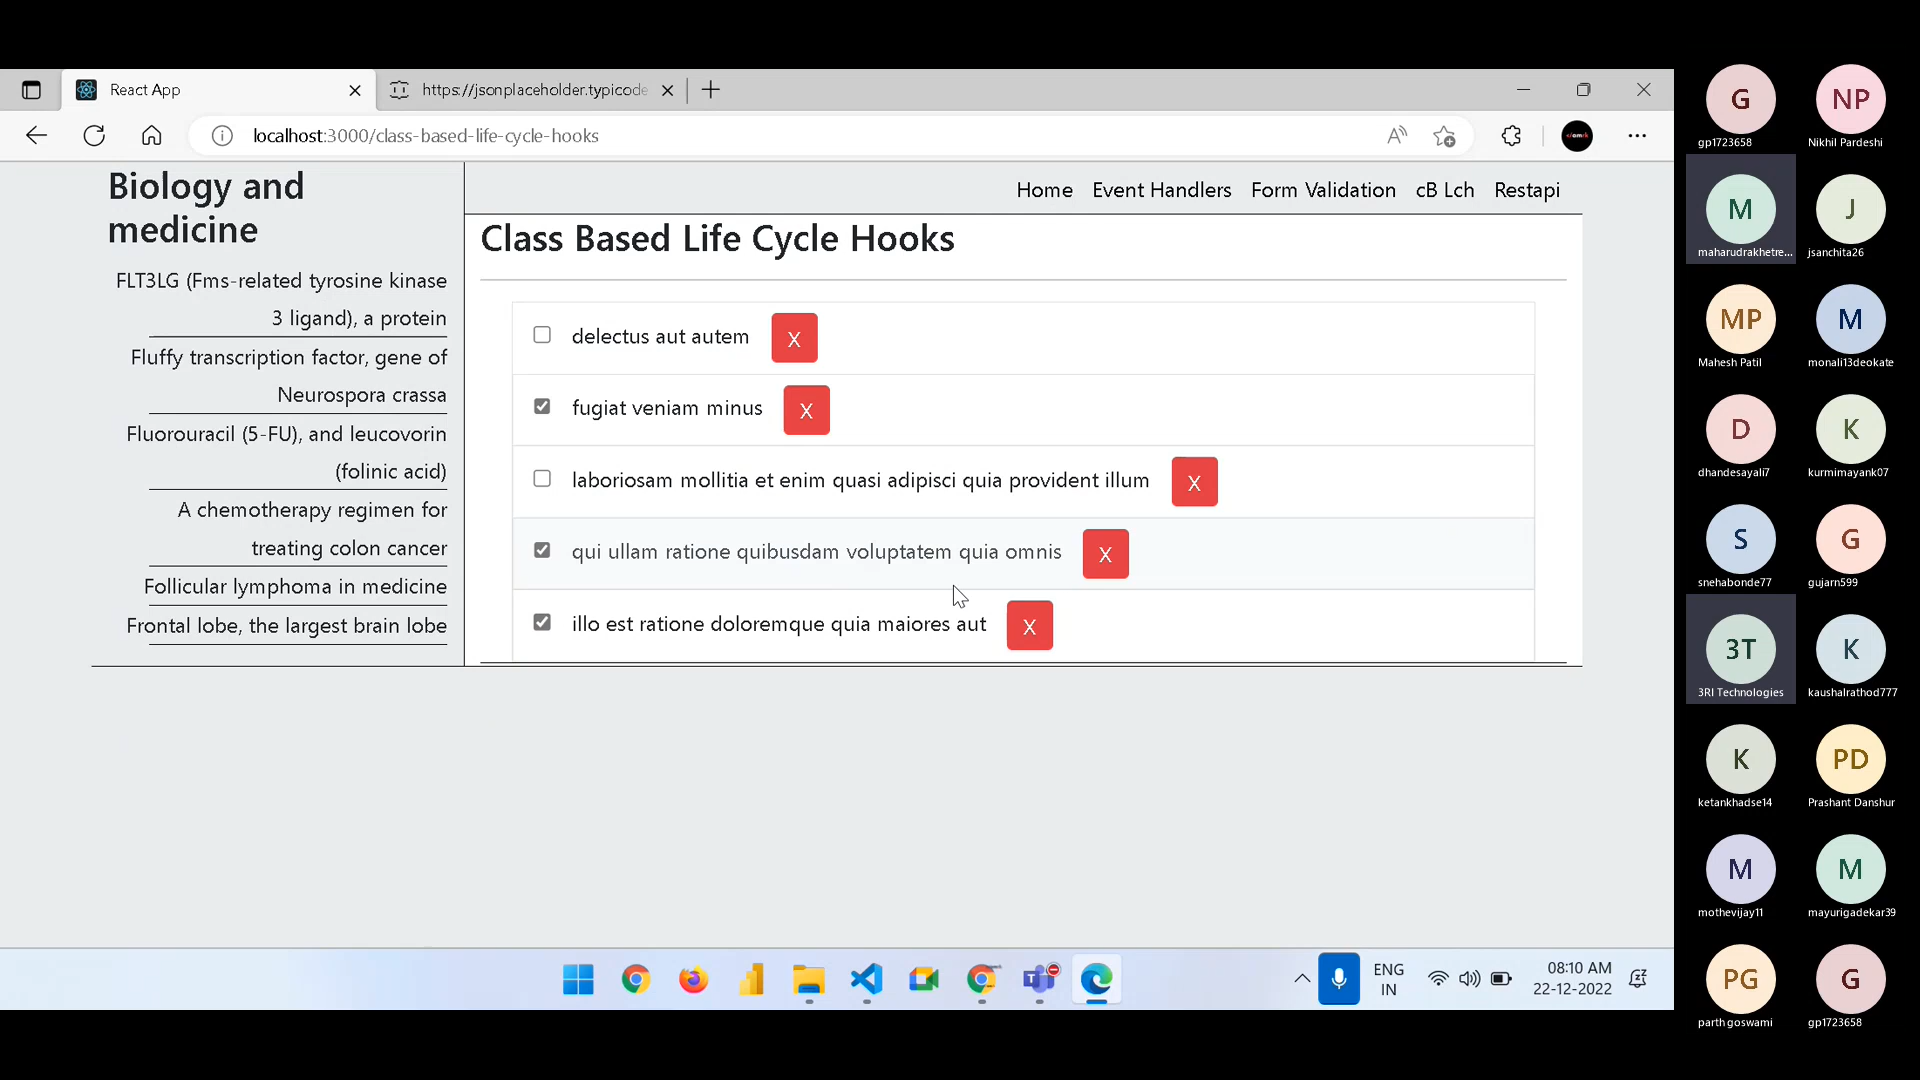 React App
https://jsonplaceholder.typicode
localhost:3000/class-based-life-cycle-hooks
Biology and
medicine
FLT3LG (Fms-related tyrosine kinase
3 ligand), a protein
Fluffy transcription factor, gene of
Neurospora crassa
Fluorouracil (5-FU), and leucovorin
(folinic acid)
A chemotherapy regimen for
treating colon cancer
Follicular lymphoma in medicine
Frontal lobe, the largest brain lobe
Home Event Handlers Form Validation cB Lch Restapi
Class Based Life Cycle Hooks
delectus aut autem X
fugiat veniam minus X
laboriosam mollitia et enim quasi adipisci quia provident illum X
qui ullam ratione quibusdam voluptatem quia omnis X
illo est ratione doloremque quia maiores aut X
ENG
IN
08:10 AM
22-12-2022
G NP
gp1723658 Nikhil Pardeshi
M J
maharudrakhetre... jsanchita26
MP M
Mahesh Patil monali13deokate
D K
dhandesayali7 kurmimayank07
S G
snehabonde77 gujarn599
3T K
3RI Technologies kaushalrathod777
K PD
ketankhadse14 Prashant Danshur
M M
mothevijay11 mayurigadekar39
PG G
parth goswami gp1723658